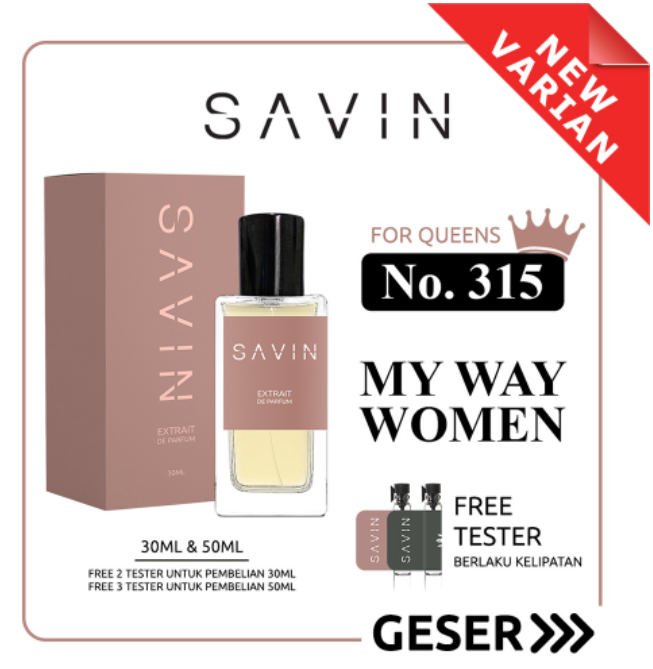 NEW
VARIAN
SAVIN
SAVIN
EXTRAIT
DE PARFUM
30ML
SAVIN
EXTRAIT
DE PARFUM
FOR QUEENS
No. 315
MY WAY
WOMEN
SAVIN
SAVIN
FREE
TESTER
BERLAKU KELIPATAN
30ML & 50ML
FREE 2 TESTER UNTUK PEMBELIAN 30ML
FREE 3 TESTER UNTUK PEMBELIAN 50ML
GESER